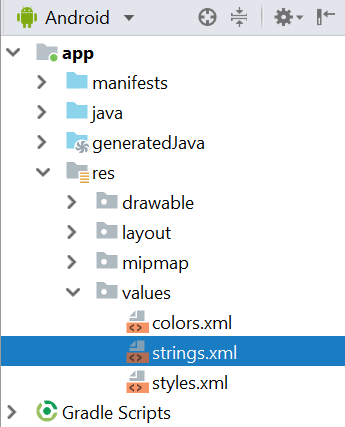 Android
app
manifests
java
generatedJava
res
drawable
layout
mipmap
values
colors.xml
strings.xml
styles.xml
Gradle Scripts